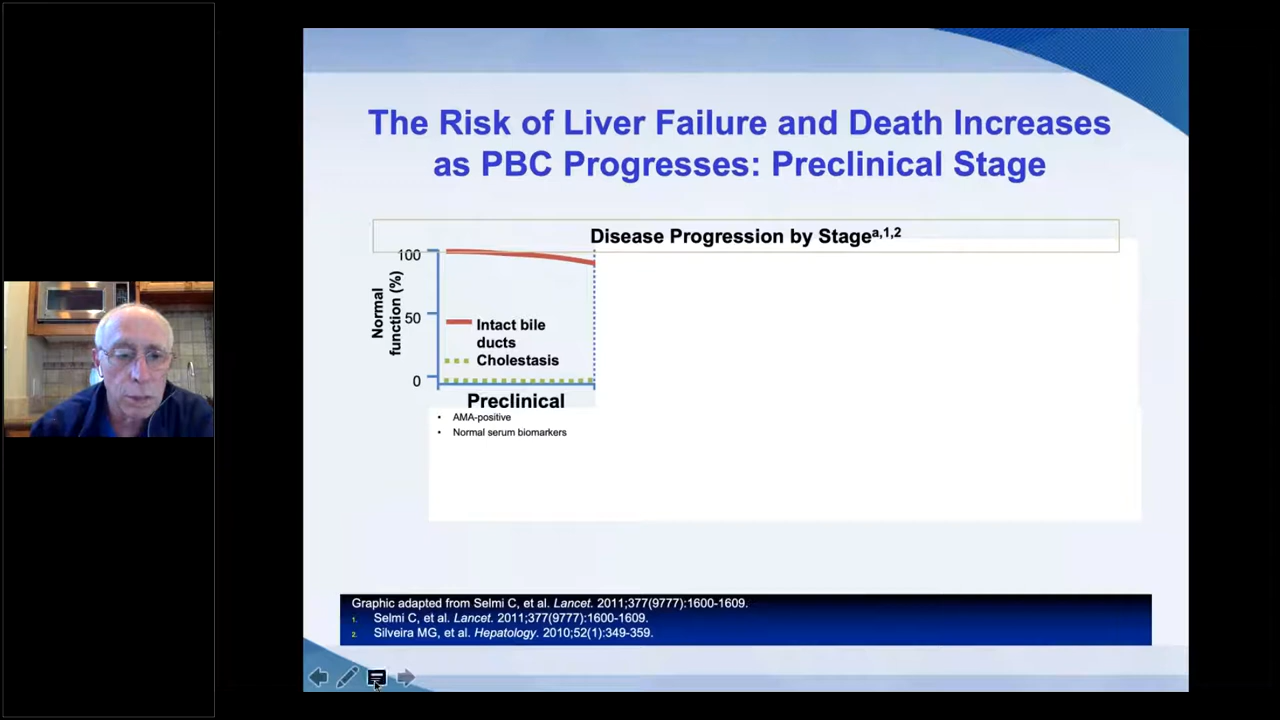 The Risk of Liver Failure and Death Increases
as PBC Progresses: Preclinical Stage
Disease Progression by Stagea,1,2
Normal
function (%)
100
50
0
Intact bile
ducts
Cholestasis
Preclinical
• AMA-positive
• Normal serum biomarkers
Graphic adapted from Selmi C, et al. Lancet. 2011;377(9777):1600-1609.
1. Selmi C, et al. Lancet. 2011;377(9777):1600-1609.
2. Silveira MG, et al. Hepatology. 2010;52(1):349-359.